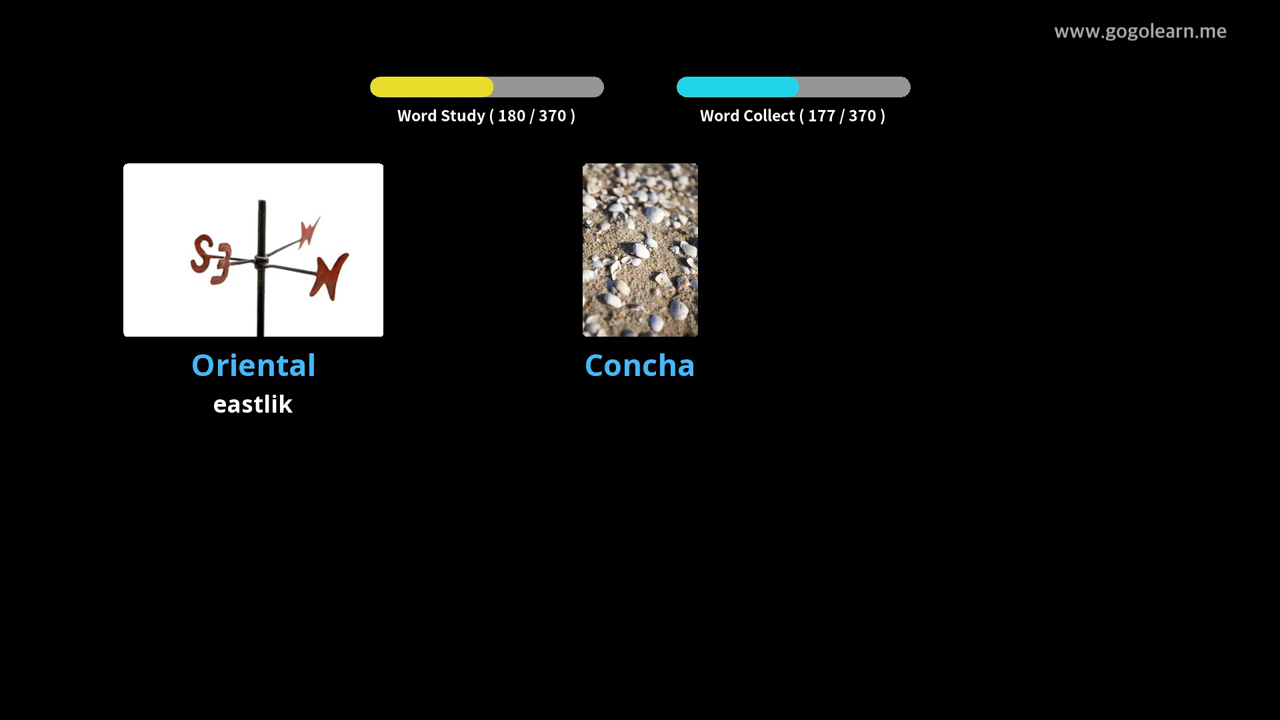 www.gogolearn.me
Word Study ( 180 / 370 )
Word Collect ( 177 / 370 )
S E N W
Oriental
Concha
eastlik